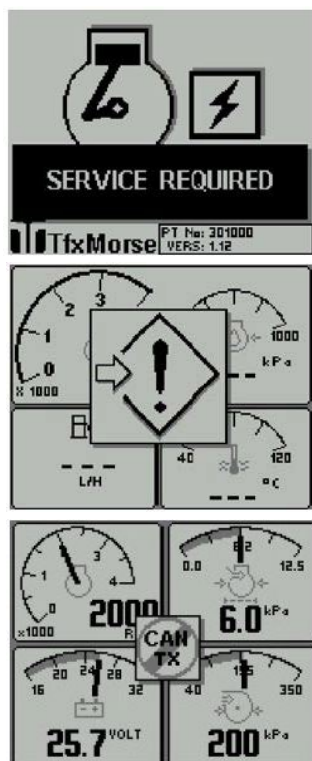 SERVICE REQUIRED
TfxMorse
PT No: 301000
VERS: 1.12
0 1 2 3
X 1000
1000
kPa
---
---
L/H
40 120
---
°C
0 1 3 4
x1000
2000
R
0.0 12.5
6.0 kPa
CAN
TX
16 20 24 28 32
25.7 VOLT
40 350
200 kPa